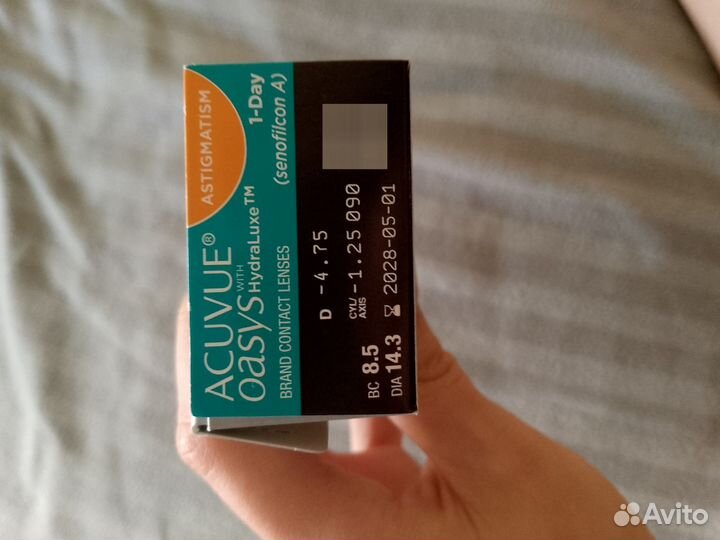 ASTIGMATISM
ACUVUE®
OASYS WITH HydraLuxe™ 1-Day
BRAND CONTACT LENSES (senofilcon A)
D -4.75
CYL/AXIS -1.25 090
BC 8.5 2028-05-01
DIA 14.3
Avito